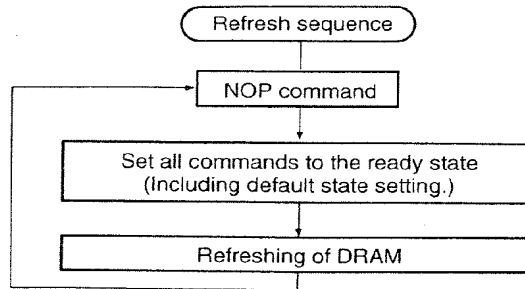 Refresh sequence
NOP command
Set all commands to the ready state
(Including default state setting.)
Refreshing of DRAM